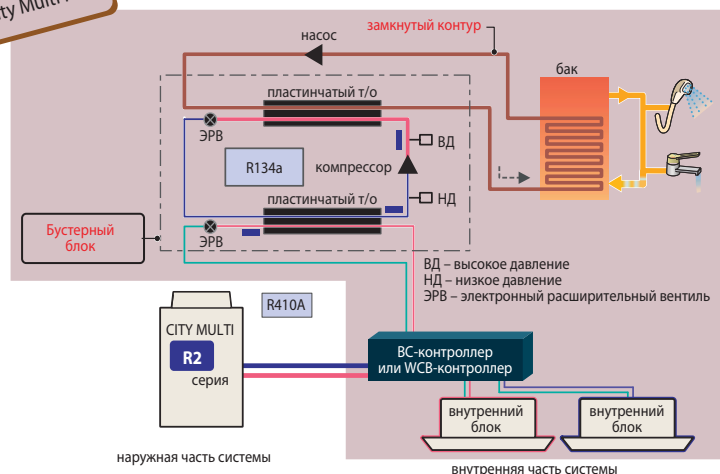 City Multi
насос
замкнутый контур
бак
пластинчатый т/о
ЭРВ
ВД
R134a
компрессор
пластинчатый т/о
НД
Бустерный
блок
ЭРВ
ВД – высокое давление
НД – низкое давление
ЭРВ – электронный расширительный вентиль
R410A
CITY MULTI
R2
серия
BC-контроллер
или WCB-контроллер
внутренний
блок
внутренний
блок
наружная часть системы
внутренняя часть системы